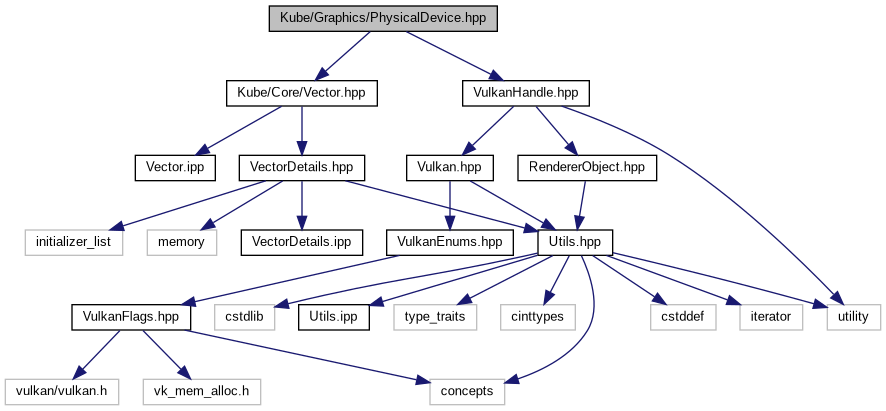 Kube/Graphics/PhysicalDevice.hpp
Kube/Core/Vector.hpp
VulkanHandle.hpp
Vector.ipp
VectorDetails.hpp
Vulkan.hpp
RendererObject.hpp
initializer_list
memory
VectorDetails.ipp
VulkanEnums.hpp
Utils.hpp
VulkanFlags.hpp
cstdlib
Utils.ipp
type_traits
cinttypes
cstddef
iterator
utility
vulkan/vulkan.h
vk_mem_alloc.h
concepts